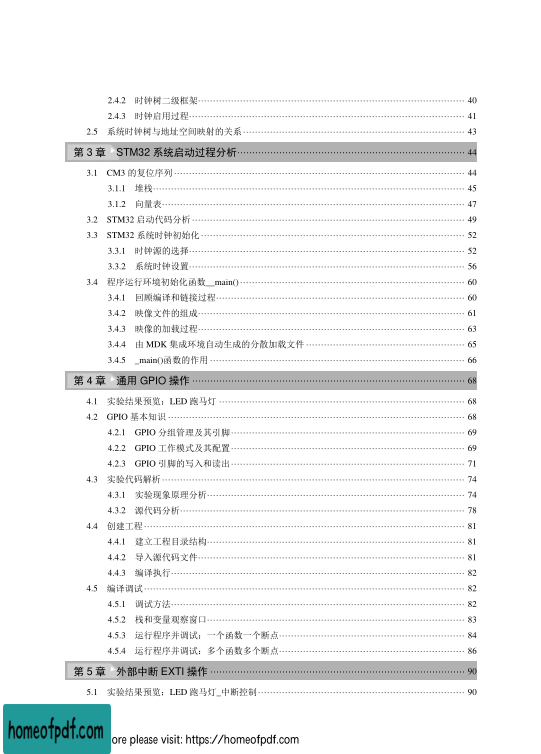 2.4.2 时钟树二级框架 40
2.4.3 时钟启用过程 41
2.5 系统时钟树与地址空间映射的关系 43
第 3 章 STM32 系统启动过程分析 44
3.1 CM3 的复位序列 44
3.1.1 堆栈 45
3.1.2 向量表 47
3.2 STM32 启动代码分析 49
3.3 STM32 系统时钟初始化 52
3.3.1 时钟源的选择 52
3.3.2 系统时钟设置 56
3.4 程序运行环境初始化函数__main() 60
3.4.1 回顾编译和链接过程 60
3.4.2 映像文件的组成 61
3.4.3 映像的加载过程 63
3.4.4 由 MDK 集成环境自动生成的分散加载文件 65
3.4.5 _main()函数的作用 66
第 4 章 通用 GPIO 操作 68
4.1 实验结果预览：LED 跑马灯 68
4.2 GPIO 基本知识 68
4.2.1 GPIO 分组管理及其引脚 69
4.2.2 GPIO 工作模式及其配置 69
4.2.3 GPIO 引脚的写入和读出 71
4.3 实验代码解析 74
4.3.1 实验现象原理分析 74
4.3.2 源代码分析 78
4.4 创建工程 81
4.4.1 建立工程目录结构 81
4.4.2 导入源代码文件 81
4.4.3 编译执行 82
4.5 编译调试 82
4.5.1 调试方法 82
4.5.2 栈和变量观察窗口 83
4.5.3 运行程序并调试：一个函数一个断点 84
4.5.4 运行程序并调试：多个函数多个断点 86
第 5 章 外部中断 EXTI 操作 90
5.1 实验结果预览：LED 跑马灯_中断控制 90
homeofpdf.com
ore please visit: https://homeofpdf.com